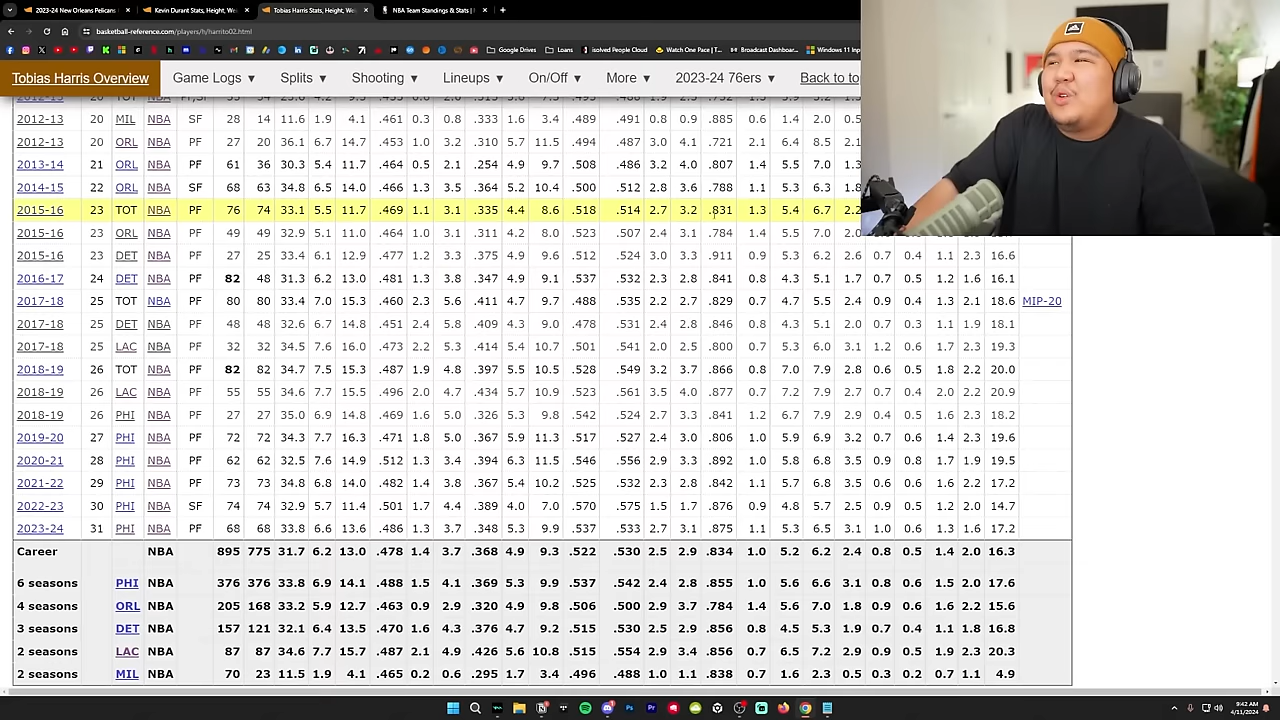 2023-24 New Orleans Pelicans
Kevin Durant Stats, Height, We
Tobias Harris Stats, Height, W
NBA Team Standings & Stats |
basketball-reference.com/players/h/harrito02.html
Google Drives Loans isolved People Cloud Watch One Pace | T... Broadcast Dashboar... Windows 11 Inp
Tobias Harris Overview Game Logs ▼ Splits ▼ Shooting ▼ Lineups ▼ On/Off ▼ More ▼ 2023-24 76ers ▼ Back to to
2012-13 20 MIL NBA SF 28 14 11.6 1.9 4.1 .461 0.3 0.8 .333 1.6 3.4 .489 .491 0.8 0.9 .885 0.6 1.4 2.0 0.5
2012-13 20 ORL NBA PF 27 20 36.1 6.7 14.7 .453 1.0 3.2 .310 5.7 11.5 .494 .487 3.0 4.1 .721 2.1 6.4 8.5 2.
2013-14 21 ORL NBA PF 61 36 30.3 5.4 11.7 .464 0.5 2.1 .254 4.9 9.7 .508 .486 3.2 4.0 .807 1.4 5.5 7.0 1.3
2014-15 22 ORL NBA SF 68 63 34.8 6.5 14.0 .466 1.3 3.5 .364 5.2 10.4 .500 .512 2.8 3.6 .788 1.1 5.3 6.3 1.8
2015-16 23 TOT NBA PF 76 74 33.1 5.5 11.7 .469 1.1 3.1 .335 4.4 8.6 .518 .514 2.7 3.2 .831 1.3 5.4 6.7 2.2
2015-16 23 ORL NBA PF 49 49 32.9 5.1 11.0 .464 1.0 3.1 .311 4.2 8.0 .523 .507 2.4 3.1 .784 1.4 5.5 7.0
2015-16 23 DET NBA PF 27 25 33.4 6.1 12.9 .477 1.2 3.3 .375 4.9 9.6 .512 .524 3.0 3.3 .911 0.9 5.3 6.2 2.6 0.7 0.4 1.1 2.3 16.6
2016-17 24 DET NBA PF 82 48 31.3 6.2 13.0 .481 1.3 3.8 .347 4.9 9.1 .537 .532 2.3 2.8 .841 0.8 4.3 5.1 1.7 0.7 0.5 1.2 1.6 16.1
2017-18 25 TOT NBA PF 80 80 33.4 7.0 15.3 .460 2.3 5.6 .411 4.7 9.7 .488 .535 2.2 2.7 .829 0.7 4.7 5.5 2.4 0.9 0.4 1.3 2.1 18.6 MIP-20
2017-18 25 DET NBA PF 48 48 32.6 6.7 14.8 .451 2.4 5.8 .409 4.3 9.0 .478 .531 2.4 2.8 .846 0.8 4.3 5.1 2.0 0.7 0.3 1.1 1.9 18.1
2017-18 25 LAC NBA PF 32 32 34.5 7.6 16.0 .473 2.2 5.3 .414 5.4 10.7 .501 .541 2.0 2.5 .800 0.7 5.3 6.0 1.2 0.6 1.7 2.3 19.3
2018-19 26 TOT NBA PF 82 82 34.7 7.5 15.3 .487 1.9 4.8 .397 5.5 10.5 .528 .549 3.2 3.7 .866 0.8 7.0 7.9 2.8 0.6 0.5 1.8 2.2 20.0
2018-19 26 LAC NBA PF 55 55 34.6 7.7 15.5 .496 2.0 4.7 .434 5.7 10.9 .523 .561 3.5 4.0 .877 0.7 7.2 7.9 2.7 0.7 0.4 2.0 2.2 20.9
2018-19 26 PHI NBA PF 27 27 35.0 6.9 14.8 .469 1.6 5.0 .326 5.3 9.8 .542 .524 2.7 3.3 .841 1.2 6.7 7.9 2.9 0.4 0.5 1.6 2.3 18.2
2019-20 27 PHI NBA PF 72 72 34.3 7.7 16.3 .471 1.8 5.0 .367 5.9 11.3 .517 .527 2.4 3.0 .806 1.0 5.9 6.9 3.2 0.7 0.6 1.4 2.3 19.6
2020-21 28 PHI NBA PF 62 62 32.5 7.6 14.9 .512 1.3 3.4 .394 6.3 11.5 .546 .556 2.9 3.3 .892 1.0 5.8 6.8 3.5 0.9 0.8 1.7 1.9 19.5
2021-22 29 PHI NBA PF 73 73 34.8 6.8 14.0 .482 1.4 3.8 .367 5.4 10.2 .525 .532 2.3 2.8 .842 1.1 5.7 6.8 3.5 0.6 0.6 1.6 2.2 17.2
2022-23 30 PHI NBA SF 74 74 32.9 5.7 11.4 .501 1.7 4.4 .389 4.0 7.0 .570 .575 1.5 1.7 .876 0.9 4.8 5.7 2.5 0.9 0.5 1.2 2.0 14.7
2023-24 31 PHI NBA PF 68 68 33.8 6.6 13.6 .486 1.3 3.7 .348 5.3 9.9 .537 .533 2.7 3.1 .875 1.1 5.3 6.5 1.0 0.6 1.3 1.6 17.2
Career NBA 895 775 31.7 6.2 13.0 .478 1.4 3.7 .368 4.9 9.3 .522 .530 2.5 2.9 .834 1.0 5.2 6.2 2.4 0.8 0.5 1.4 2.0 16.3
6 seasons PHI NBA 376 376 33.8 6.9 14.1 .488 1.5 4.1 .369 5.3 9.9 .537 .542 2.4 2.8 .855 1.0 5.6 6.6 3.1 0.8 0.6 1.5 2.0 17.6
4 seasons ORL NBA 205 168 33.2 5.9 12.7 .463 0.9 2.9 .320 4.9 9.8 .506 .500 2.9 3.7 .784 1.4 5.6 7.0 1.8 0.9 0.6 1.6 2.2 15.6
3 seasons DET NBA 157 121 32.1 6.4 13.5 .470 1.6 4.3 .376 4.7 9.2 .515 .530 2.5 2.9 .856 0.8 4.5 5.3 1.9 0.7 0.4 1.1 1.8 16.8
2 seasons LAC NBA 87 87 34.6 7.7 15.7 .487 2.1 4.9 .426 5.6 10.8 .515 .554 2.9 3.4 .856 0.7 6.5 7.2 2.9 0.9 0.5 1.9 2.3 20.3
2 seasons MIL NBA 70 23 11.5 1.9 4.1 .465 0.2 0.6 .295 1.7 3.4 .496 .488 1.0 1.1 .838 0.7 1.6 2.3 0.5 0.3 0.2 0.7 1.1 4.9
9:42 AM
4/11/2024